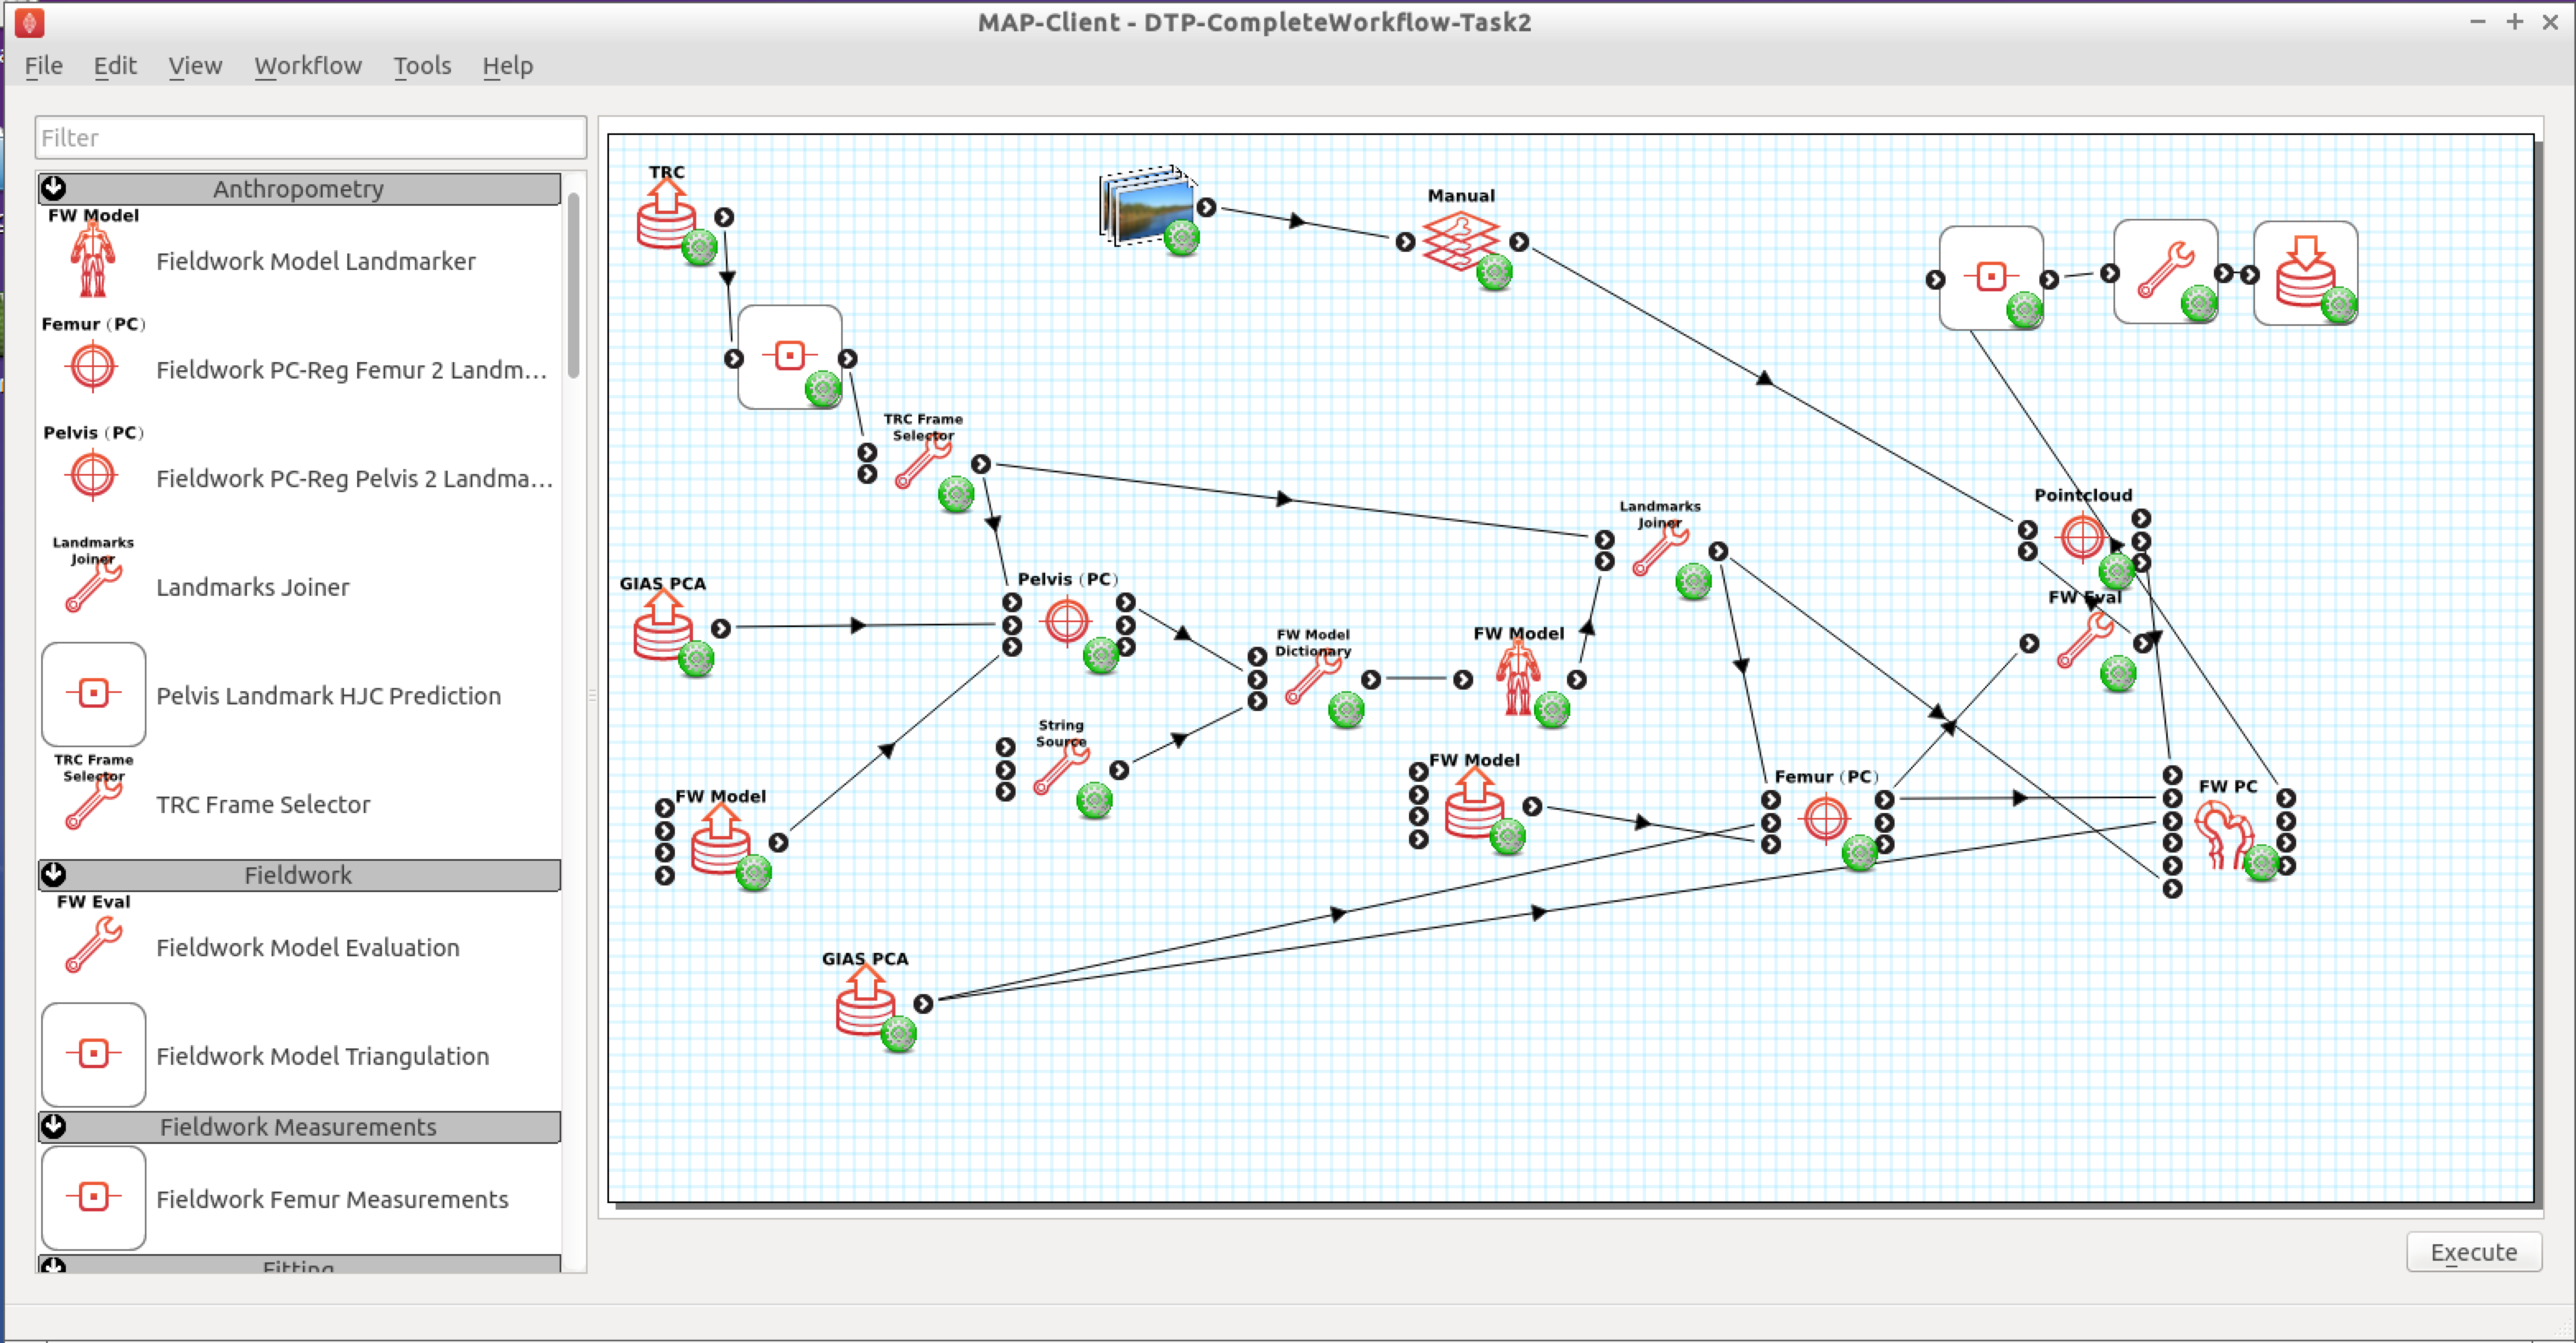 MAP-Client - DTP-CompleteWorkflow-Task2
File Edit View Workflow Tools Help
Filter
Anthropometry
FW Model
Fieldwork Model Landmarker
Femur (PC)
Fieldwork PC-Reg Femur 2 Landm...
Pelvis (PC)
Fieldwork PC-Reg Pelvis 2 Landma...
Landmarks
Joiner
Landmarks Joiner
Pelvis Landmark HJC Prediction
TRC Frame
Selector
TRC Frame Selector
Fieldwork
FW Eval
Fieldwork Model Evaluation
Fieldwork Model Triangulation
Fieldwork Measurements
Fieldwork Femur Measurements
Fitting
TRC
Manual
TRC Frame
Selector
Pointcloud
Landmarks
Joiner
GIAS PCA
Pelvis (PC)
FW Eval
FW Model
Dictionary
FW Model
String
Source
FW Model
FW Model
Femur (PC)
FW PC
GIAS PCA
Execute